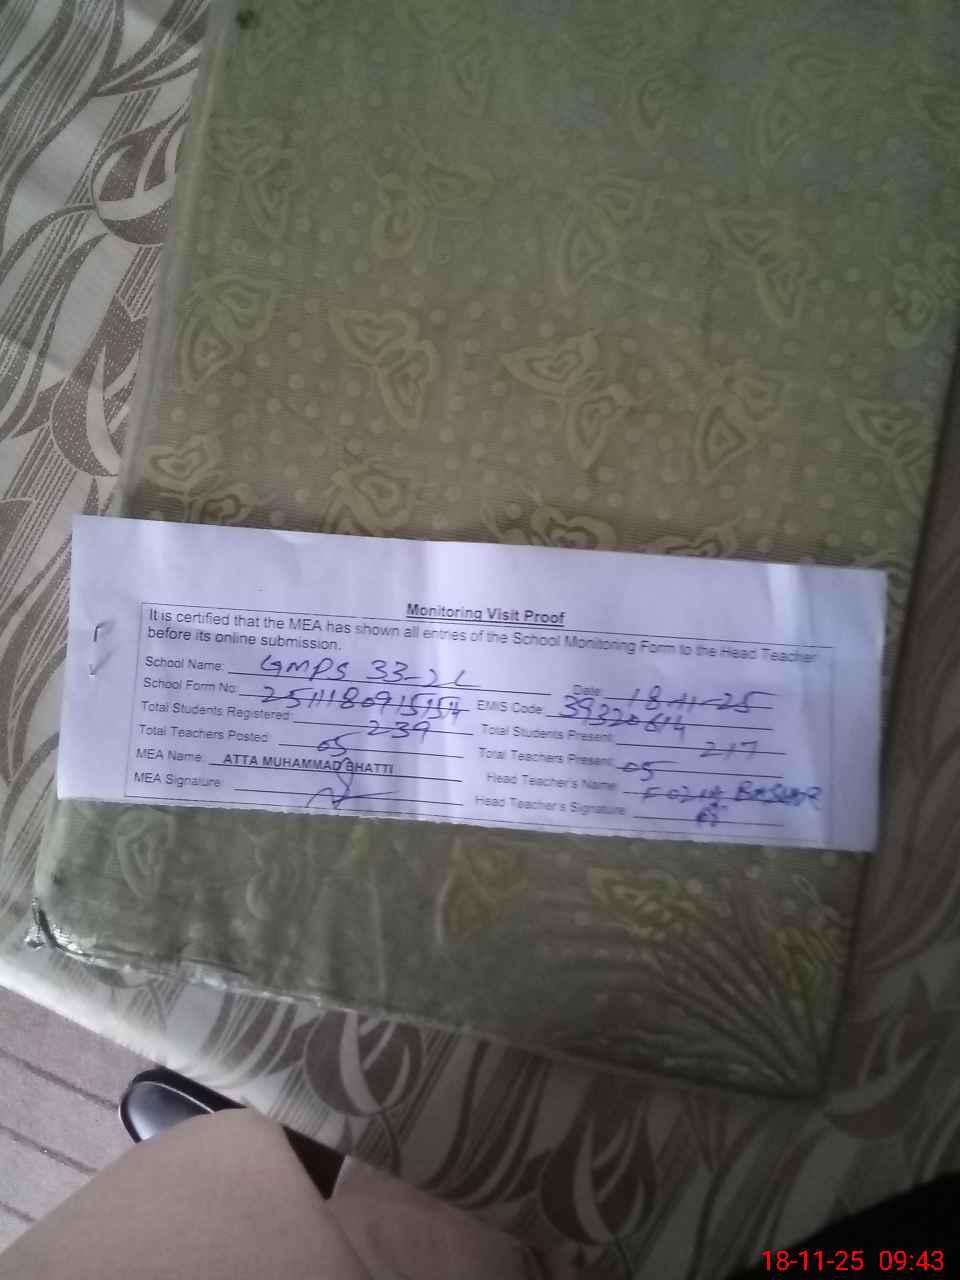 Monitoring Visit Proof
It is certified that the MEA has shown all entries of the School Monitoring Form to the Head Teacher
before its online submission.
School Name: GMPS 33-2L Date: 18-11-25
School Form No: 251118091515154 EMIS Code: 39320614
Total Students Registered: 239 Total Students Present: 217
Total Teachers Posted: 05 Total Teachers Present: 05
MEA Name: ATTA MUHAMMAD BHATTI Head Teacher's Name:
MEA Signature: Head Teacher's Signature:
18-11-25 09:43